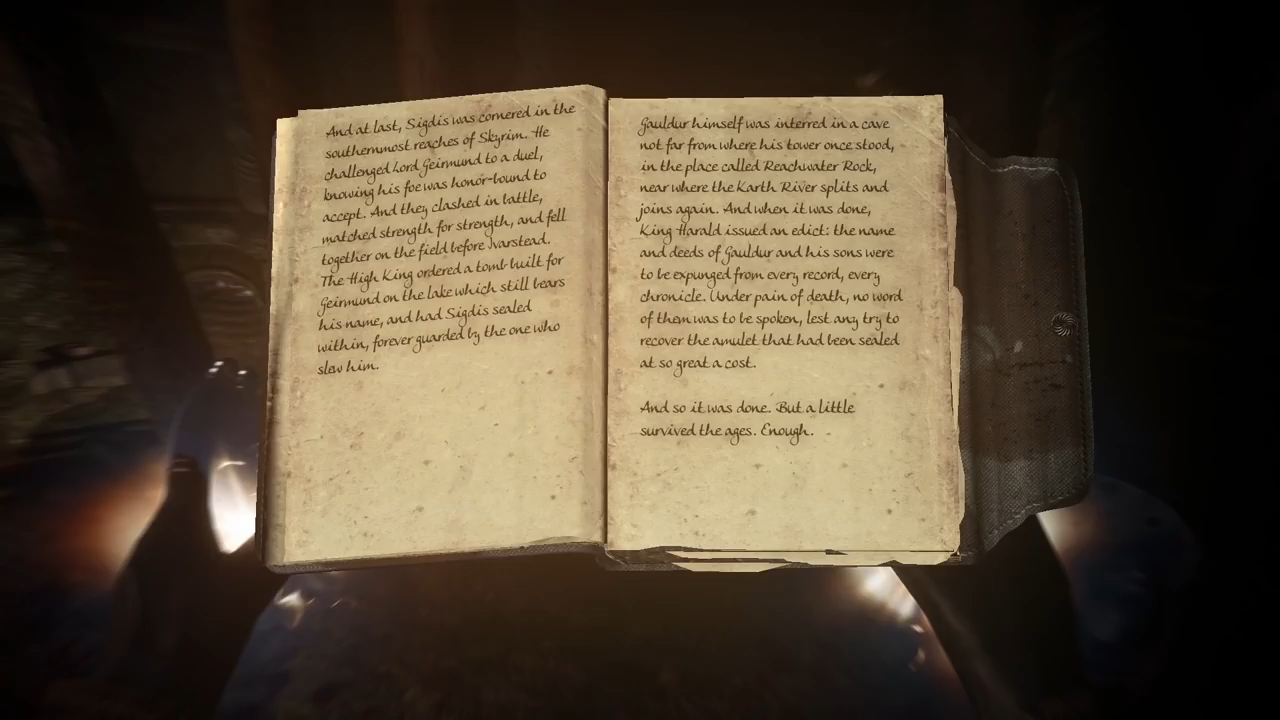 And at last, Sigdis was cornered in the
southernmost reaches of Skyrim. He
challenged Lord Geirmund to a duel,
knowing his foe was honor-bound to
accept. And they clashed in battle,
matched strength for strength, and fell
together on the field before Ivarstead.
The High King ordered a tomb built for
Geirmund on the lake which still bears
his name, and had Sigdis sealed
within, forever guarded by the one who
slew him.
Gauldur himself was interred in a cave
not far from where his tower once stood,
in the place called Reachwater Rock,
near where the Karth River splits and
joins again. And when it was done,
King Harald issued an edict: the name
and deeds of Gauldur and his sons were
to be expunged from every record, every
chronicle. Under pain of death, no word
of them was to be spoken, lest any try to
recover the amulet that had been sealed
at so great a cost.
And so it was done. But a little
survived the ages. Enough.